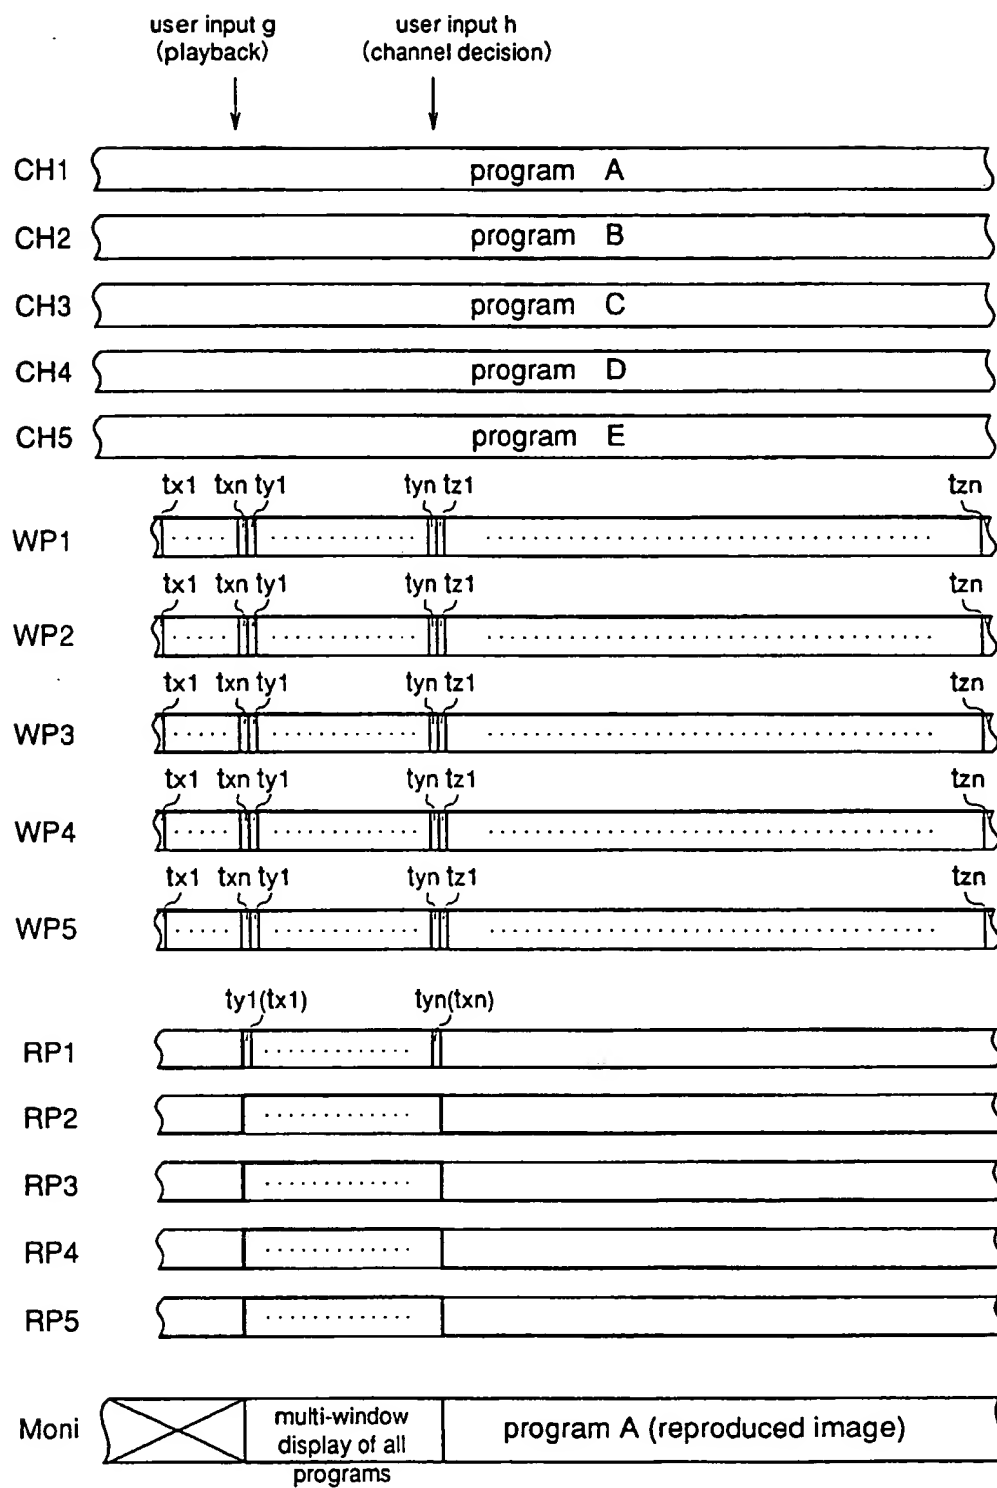 user input g
(playback)
user input h
(channel decision)
CH1 program A
CH2 program B
CH3 program C
CH4 program D
CH5 program E
tx1 txn ty1 tyn tz1 tzn
WP1
tx1 txn ty1 tyn tz1 tzn
WP2
tx1 txn ty1 tyn tz1 tzn
WP3
tx1 txn ty1 tyn tz1 tzn
WP4
tx1 txn ty1 tyn tz1 tzn
WP5
ty1(tx1) tyn(txn)
RP1
RP2
RP3
RP4
RP5
Moni
multi-window
display of all
programs
program A (reproduced image)